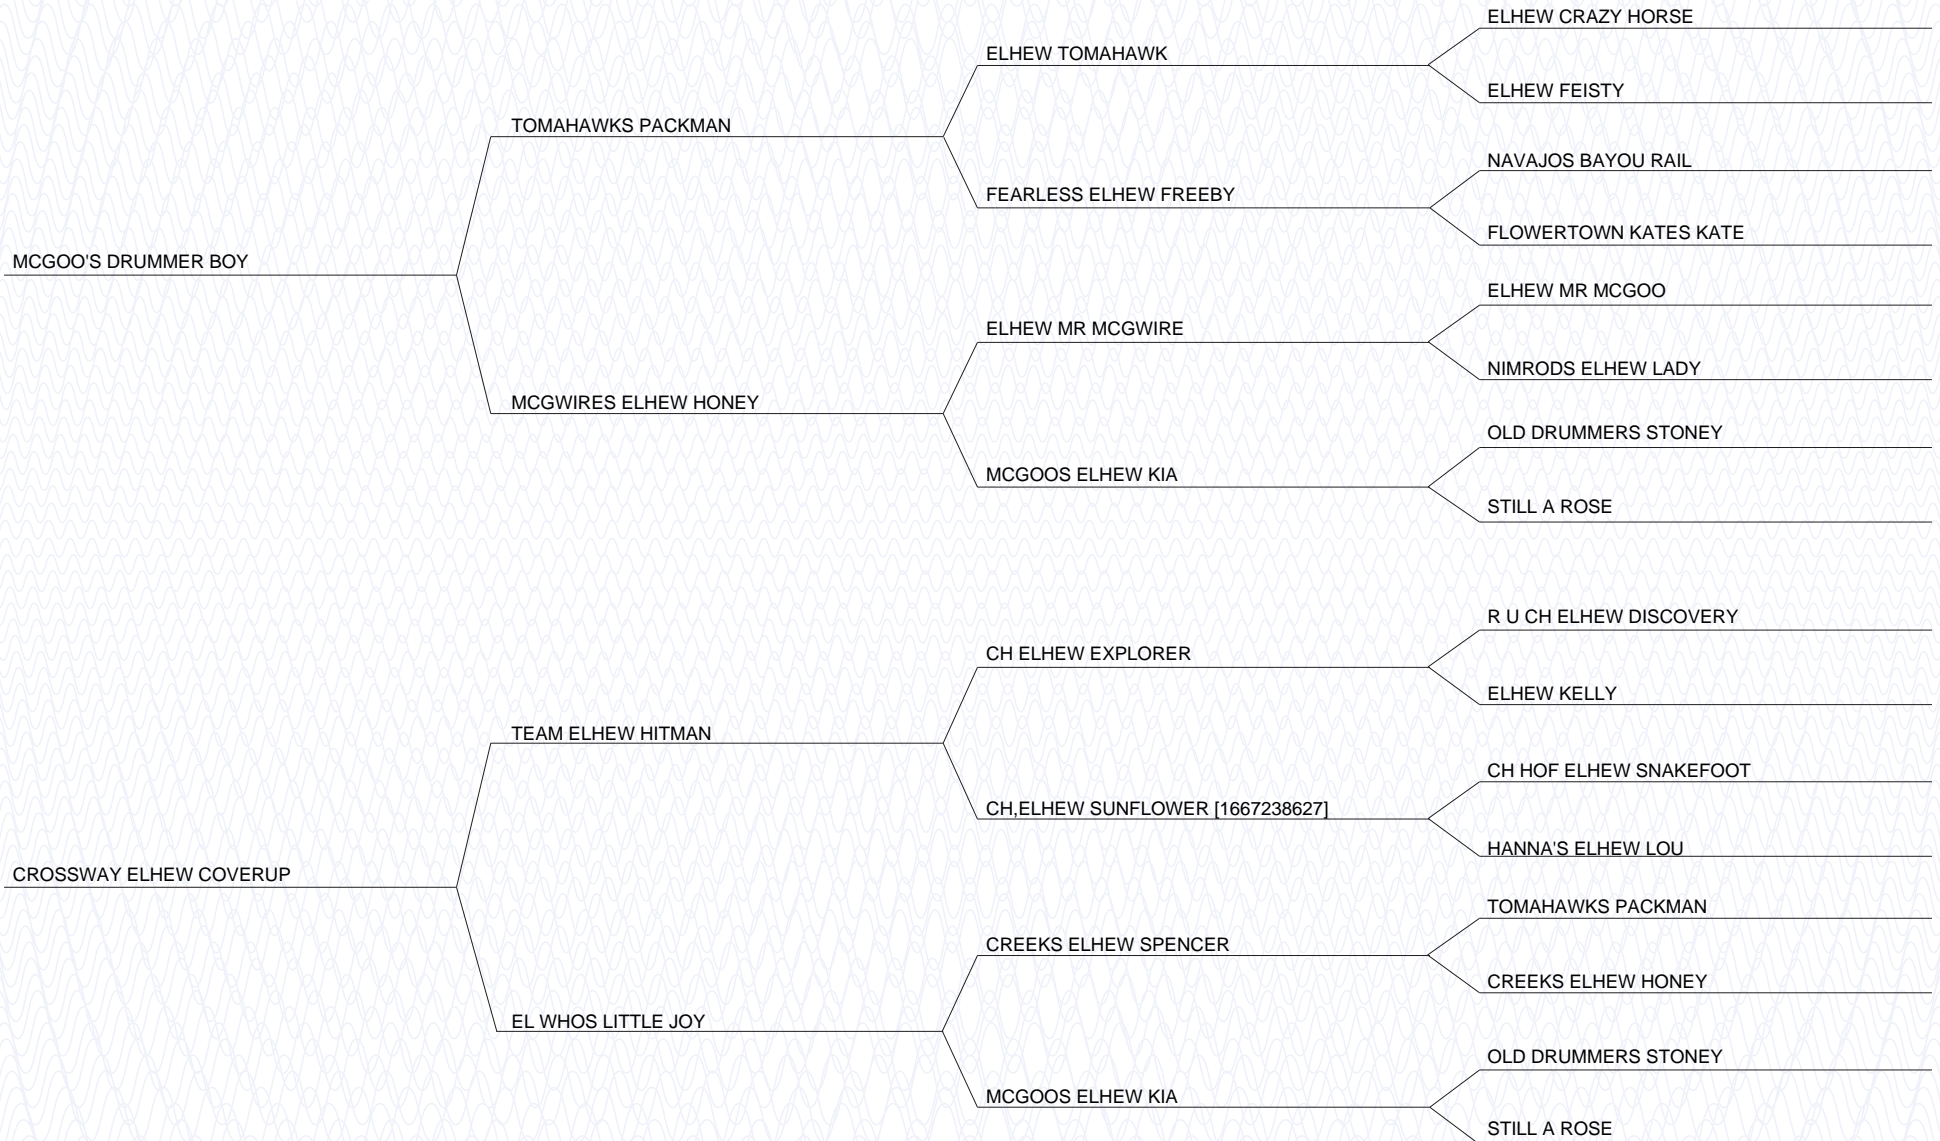 ELHEW CRAZY HORSE
ELHEW TOMAHAWK
ELHEW FEISTY
TOMAHAWKS PACKMAN
NAVAJOS BAYOU RAIL
FEARLESS ELHEW FREEBY
FLOWERTOWN KATES KATE
MCGOO'S DRUMMER BOY
ELHEW MR MCGOO
ELHEW MR MCGWIRE
NIMRODS ELHEW LADY
MCGWIRES ELHEW HONEY
OLD DRUMMERS STONEY
MCGOOS ELHEW KIA
STILL A ROSE
R U CH ELHEW DISCOVERY
CH ELHEW EXPLORER
ELHEW KELLY
TEAM ELHEW HITMAN
CH HOF ELHEW SNAKEFOOT
CH,ELHEW SUNFLOWER [1667238627]
HANNA'S ELHEW LOU
CROSSWAY ELHEW COVERUP
TOMAHAWKS PACKMAN
CREEKS ELHEW SPENCER
CREEKS ELHEW HONEY
EL WHOS LITTLE JOY
OLD DRUMMERS STONEY
MCGOOS ELHEW KIA
STILL A ROSE